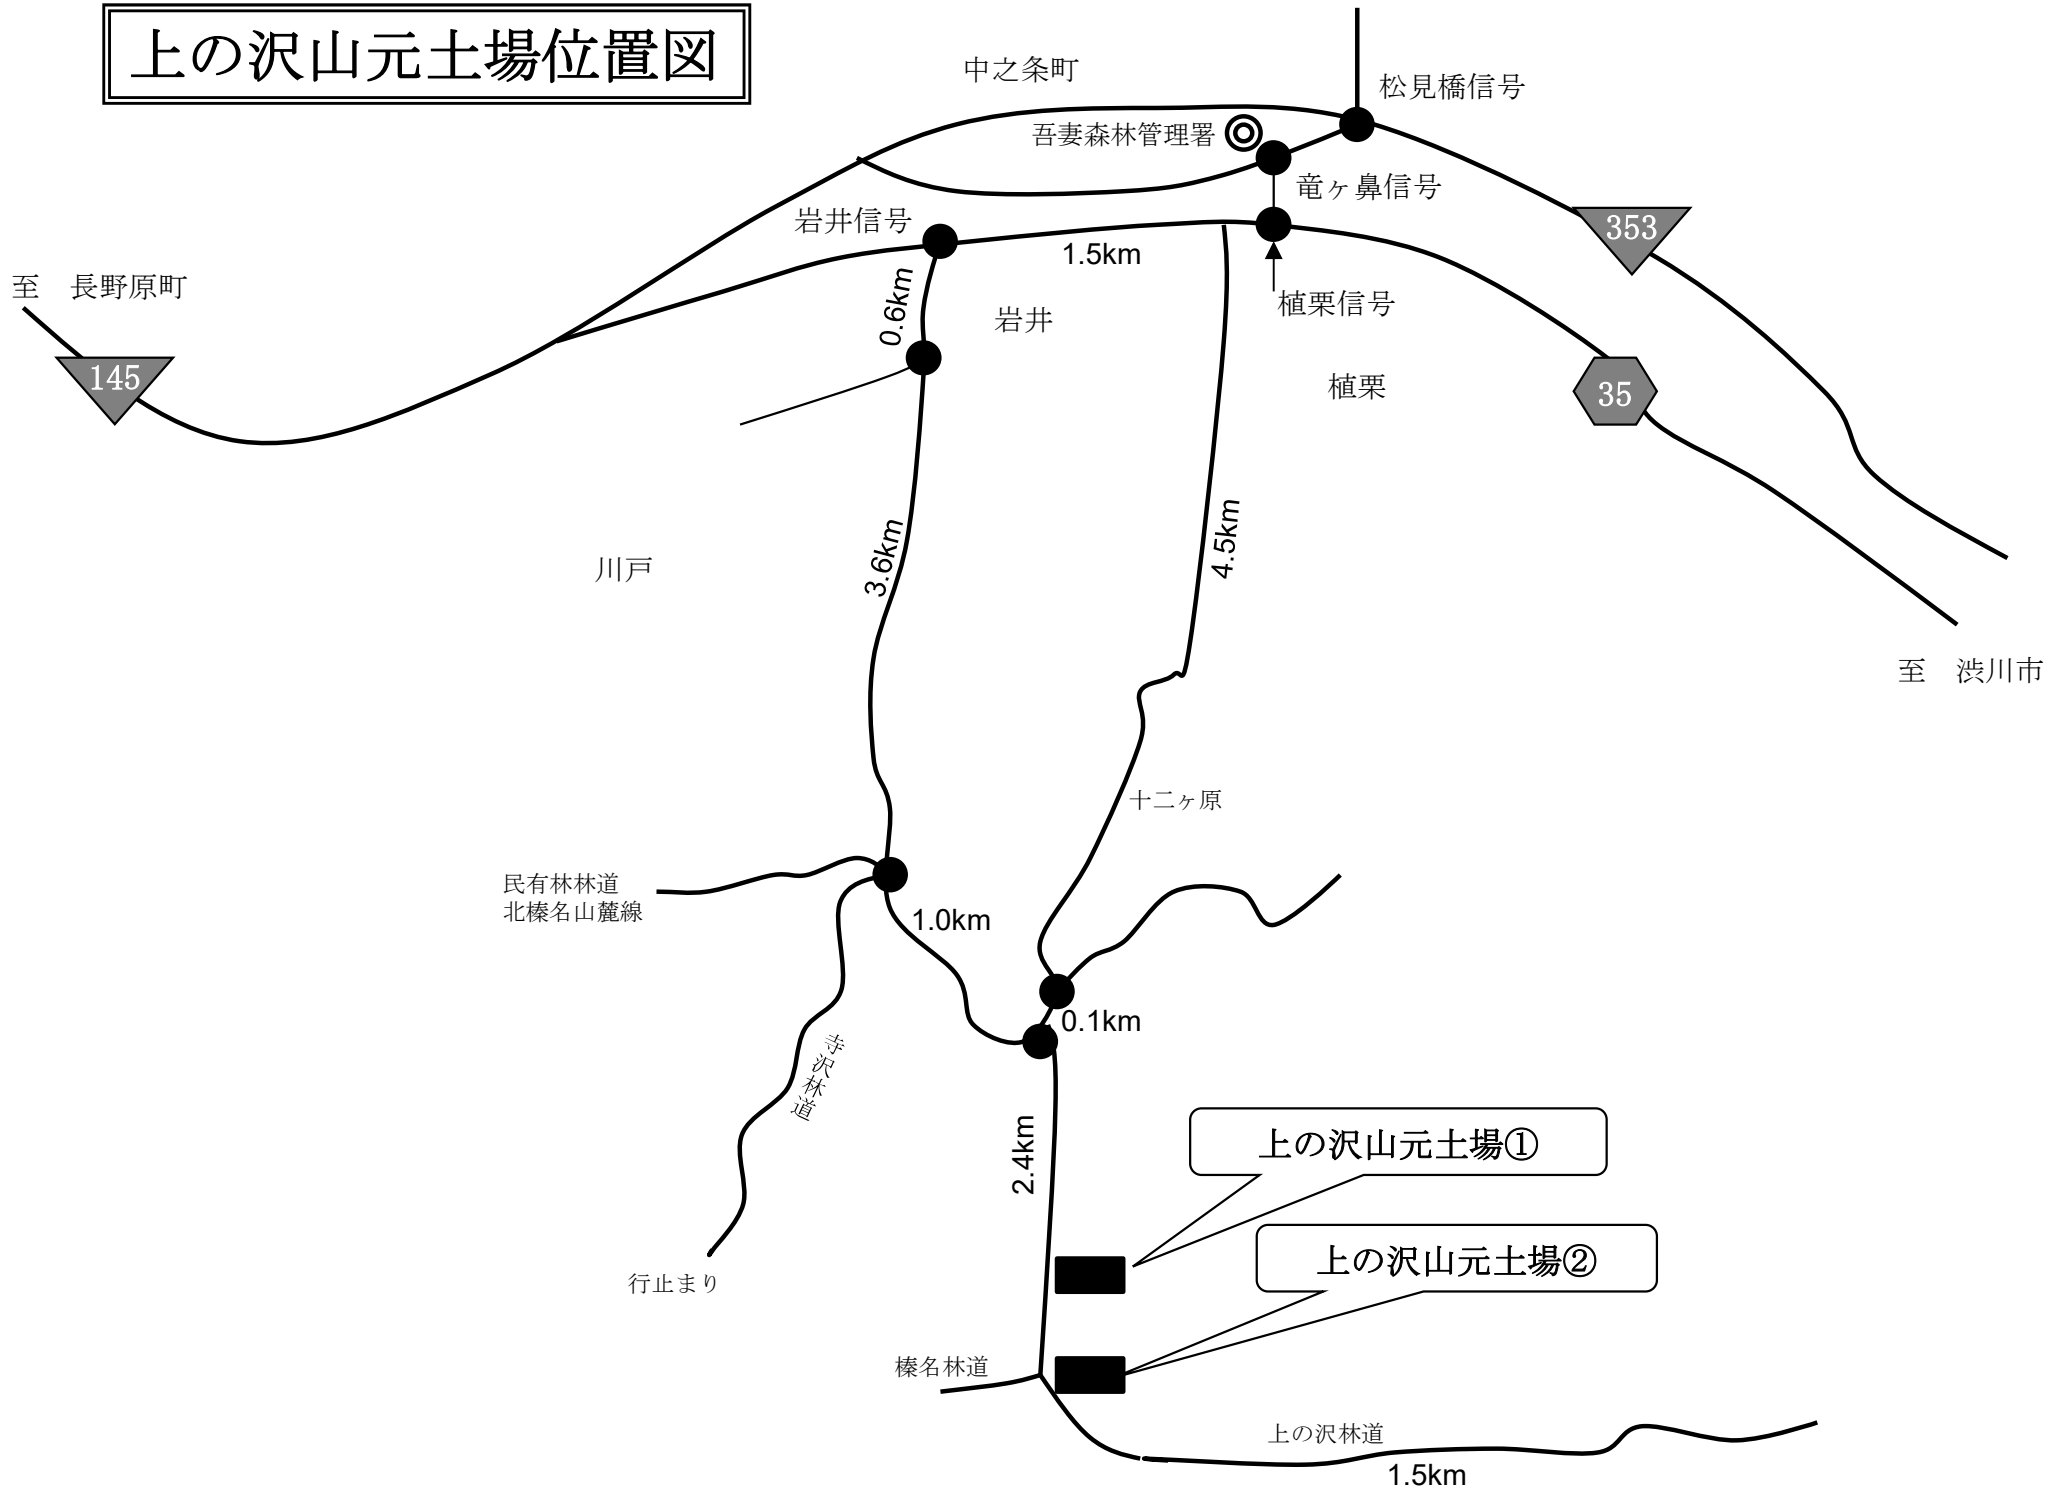 上の沢山元土場位置図
中之条町
松見橋信号
吾妻森林管理署
竜ヶ鼻信号
岩井信号
353
1.5km
至　長野原町
0.6km
岩井
植栗信号
145
植栗
35
4.5km
3.6km
川戸
至　渋川市
十二ヶ原
民有林林道
北榛名山麓線
1.0km
0.1km
寺沢林道
2.4km
上の沢山元土場①
上の沢山元土場②
行止まり
榛名林道
上の沢林道
1.5km